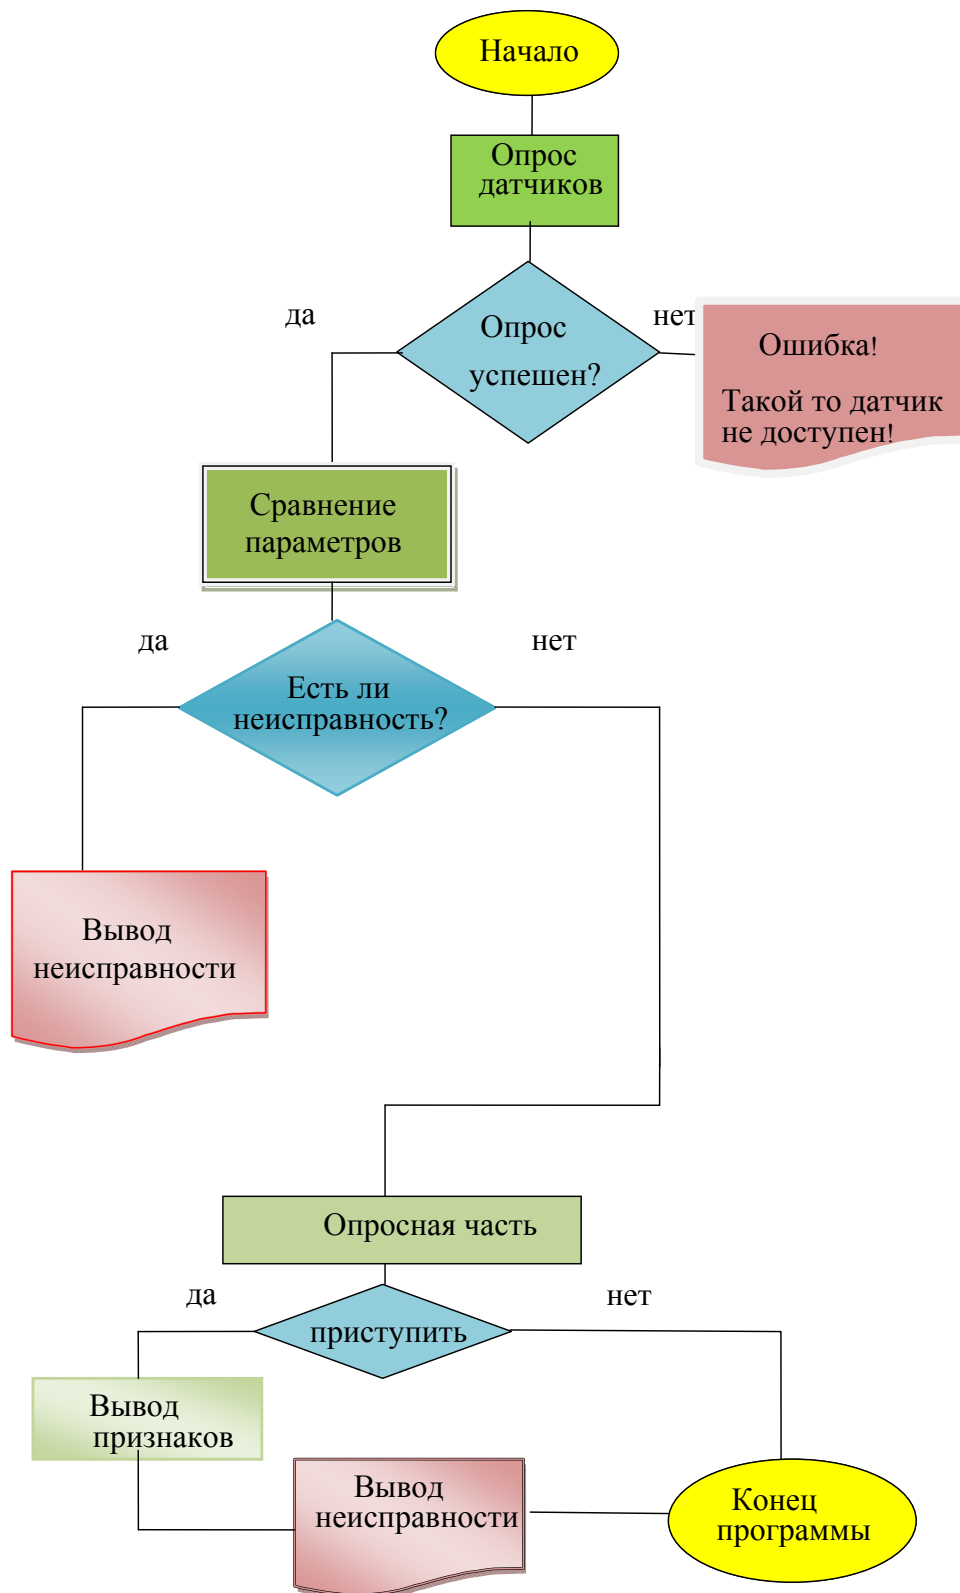 Начало
Опрос
датчиков
да
нет
Опрос
успешен?
Ошибка!
Такой то датчик
не доступен!
Сравнение
параметров
да
нет
Есть ли
неисправность?
Вывод
неисправности
Опросная часть
да
нет
приступить
Вывод
признаков
Вывод
неисправности
Конец
программы